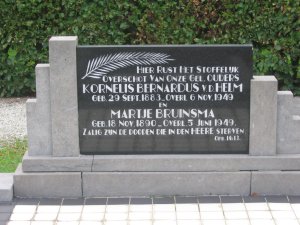 Hier Rust Het Stoffelijk
Overschot Van Onze Gel. Ouders
KORNELIS BERNARDUS v.d HELM
Geb. 29 Sept. 1883. Overl. 6 Nov. 1949
EN
MARTJE BRUINSMA
Geb. 18 Nov. 1890 Overl. 5 Juni 1949.
Zalig zijn de dooden die in den Heere sterven
Opb. 14:13.